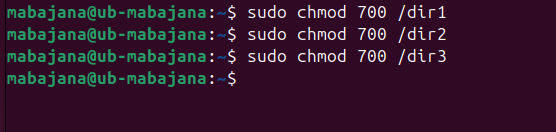 mabajana@ub-mabajana:~$ sudo chmod 700 /dir1
mabajana@ub-mabajana:~$ sudo chmod 700 /dir2
mabajana@ub-mabajana:~$ sudo chmod 700 /dir3
mabajana@ub-mabajana:~$